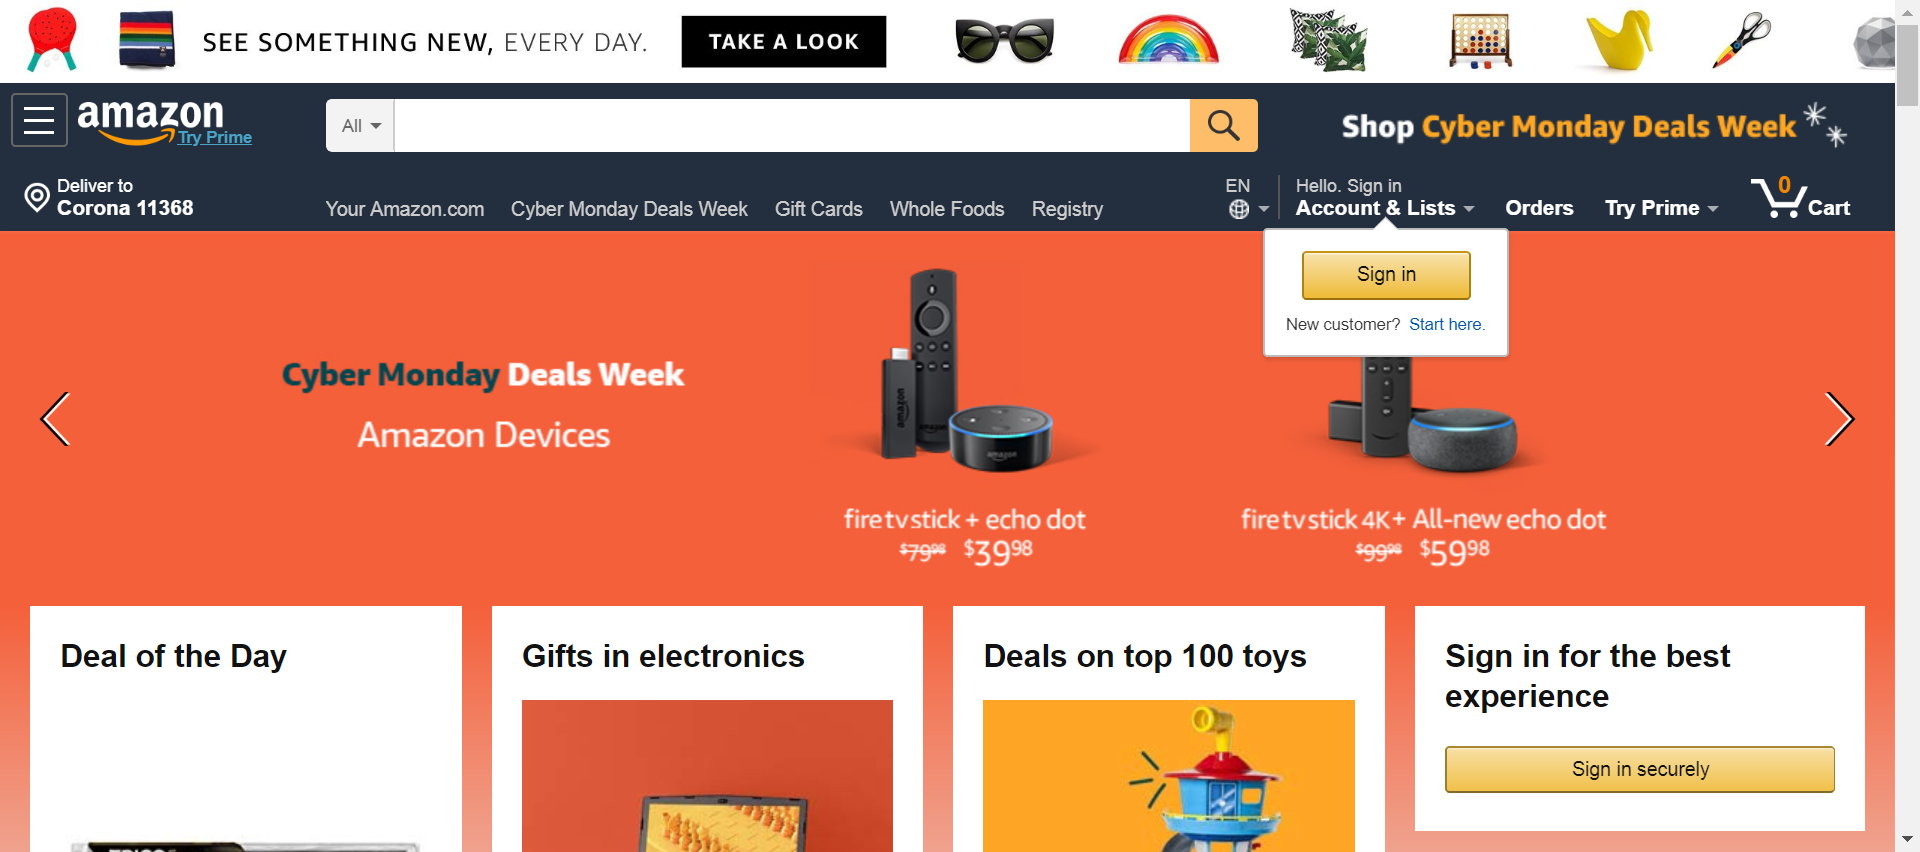 SEE SOMETHING NEW, EVERY DAY.
TAKE A LOOK
amazon
Try Prime
All
Shop Cyber Monday Deals Week
Deliver to
Corona 11368
Your Amazon.com
Cyber Monday Deals Week
Gift Cards
Whole Foods
Registry
EN
Hello. Sign in
Account & Lists
Orders
Try Prime
0
Cart
Sign in
New customer? Start here.
Cyber Monday Deals Week
Amazon Devices
amazon
amazon
fire tv stick + echo dot
$79.98 $39.98
fire tv stick 4K + All-new echo dot
$99.98 $59.98
Deal of the Day
Gifts in electronics
Deals on top 100 toys
Sign in for the best
experience
Sign in securely